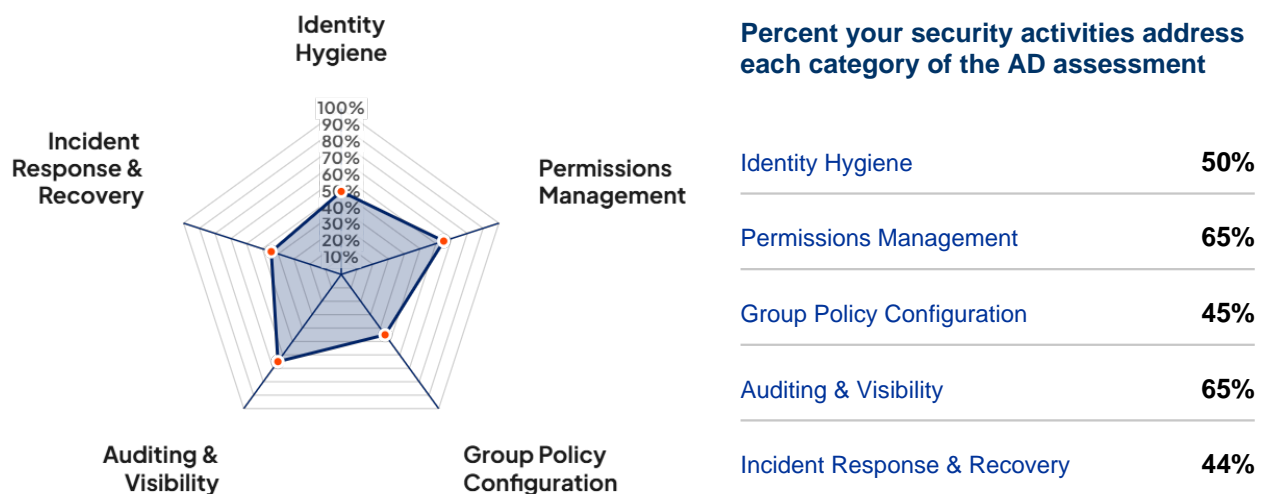 Identity
Hygiene
100%
90%
80%
70%
60%
50%
40%
30%
20%
10%
Incident
Response &
Recovery
Permissions
Management
Auditing &
Visibility
Group Policy
Configuration
Percent your security activities address
each category of the AD assessment
Identity Hygiene 50%
Permissions Management 65%
Group Policy Configuration 45%
Auditing & Visibility 65%
Incident Response & Recovery 44%